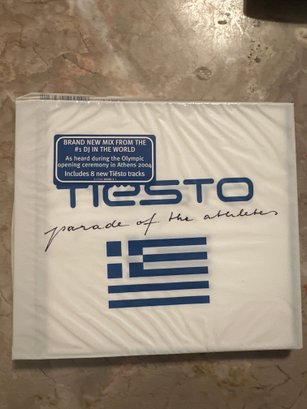 BRAND NEW MIX FROM THE
#1 DJ IN THE WORLD
As heard during the Olympic
opening ceremony in Athens 2004
Includes 8 new Tiësto tracks
TIËSTO
parade of the athletes